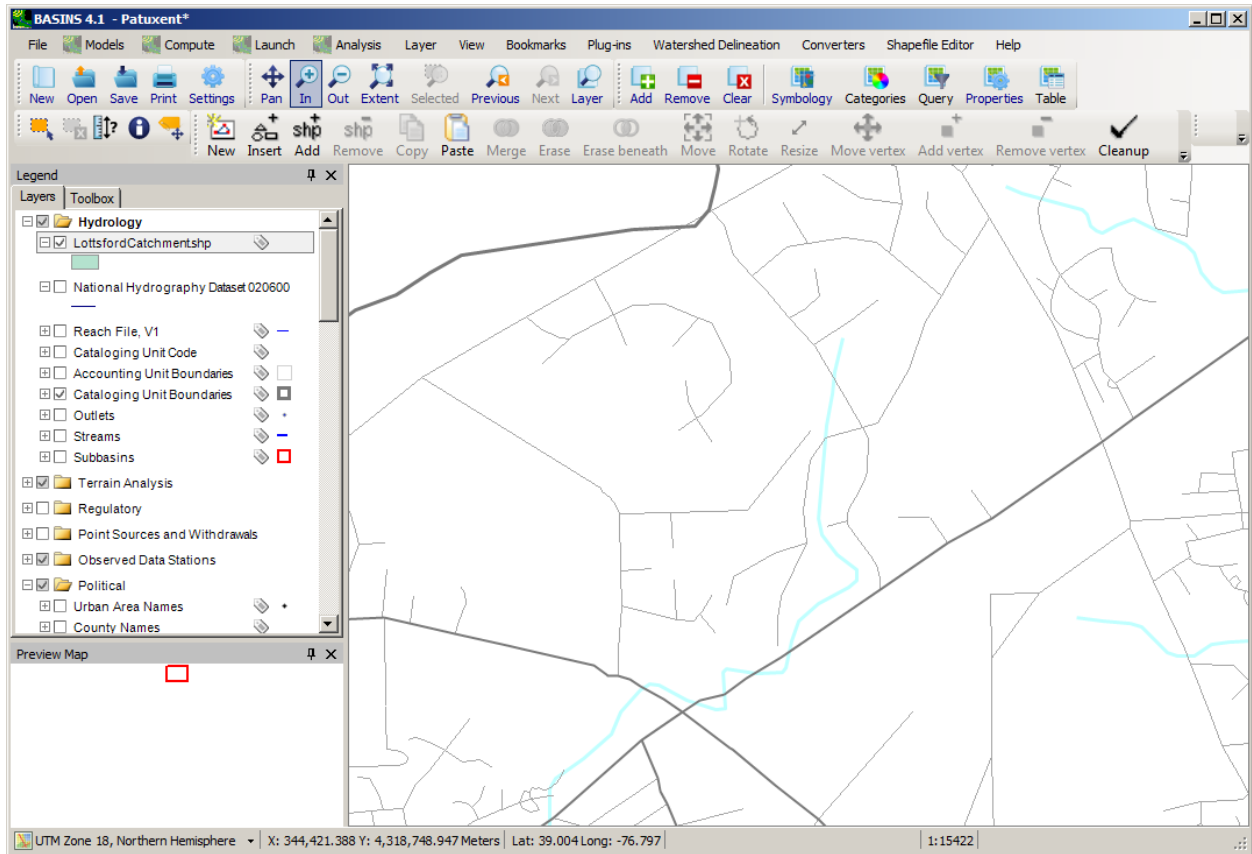 BASINS 4.1 - Patuxent*
File Models Compute Launch Analysis Layer View Bookmarks Plug-ins Watershed Delineation Converters Shapefile Editor Help
New Open Save Print Settings Pan In Out Extent Selected Previous Next Layer Add Remove Clear Symbology Categories Query Properties Table
New Insert Add Remove Copy Paste Merge Erase Erase beneath Move Rotate Resize Move vertex Add vertex Remove vertex Cleanup
shp shp
Legend
Layers Toolbox
Hydrology
LottsfordCatchment.shp
National Hydrography Dataset 020600
Reach File, V1
Cataloging Unit Code
Accounting Unit Boundaries
Cataloging Unit Boundaries
Outlets
Streams
Subbasins
Terrain Analysis
Regulatory
Point Sources and Withdrawals
Observed Data Stations
Political
Urban Area Names
County Names
Preview Map
UTM Zone 18, Northern Hemisphere X: 344,421.388 Y: 4,318,748.947 Meters Lat: 39.004 Long: -76.797 1:15422